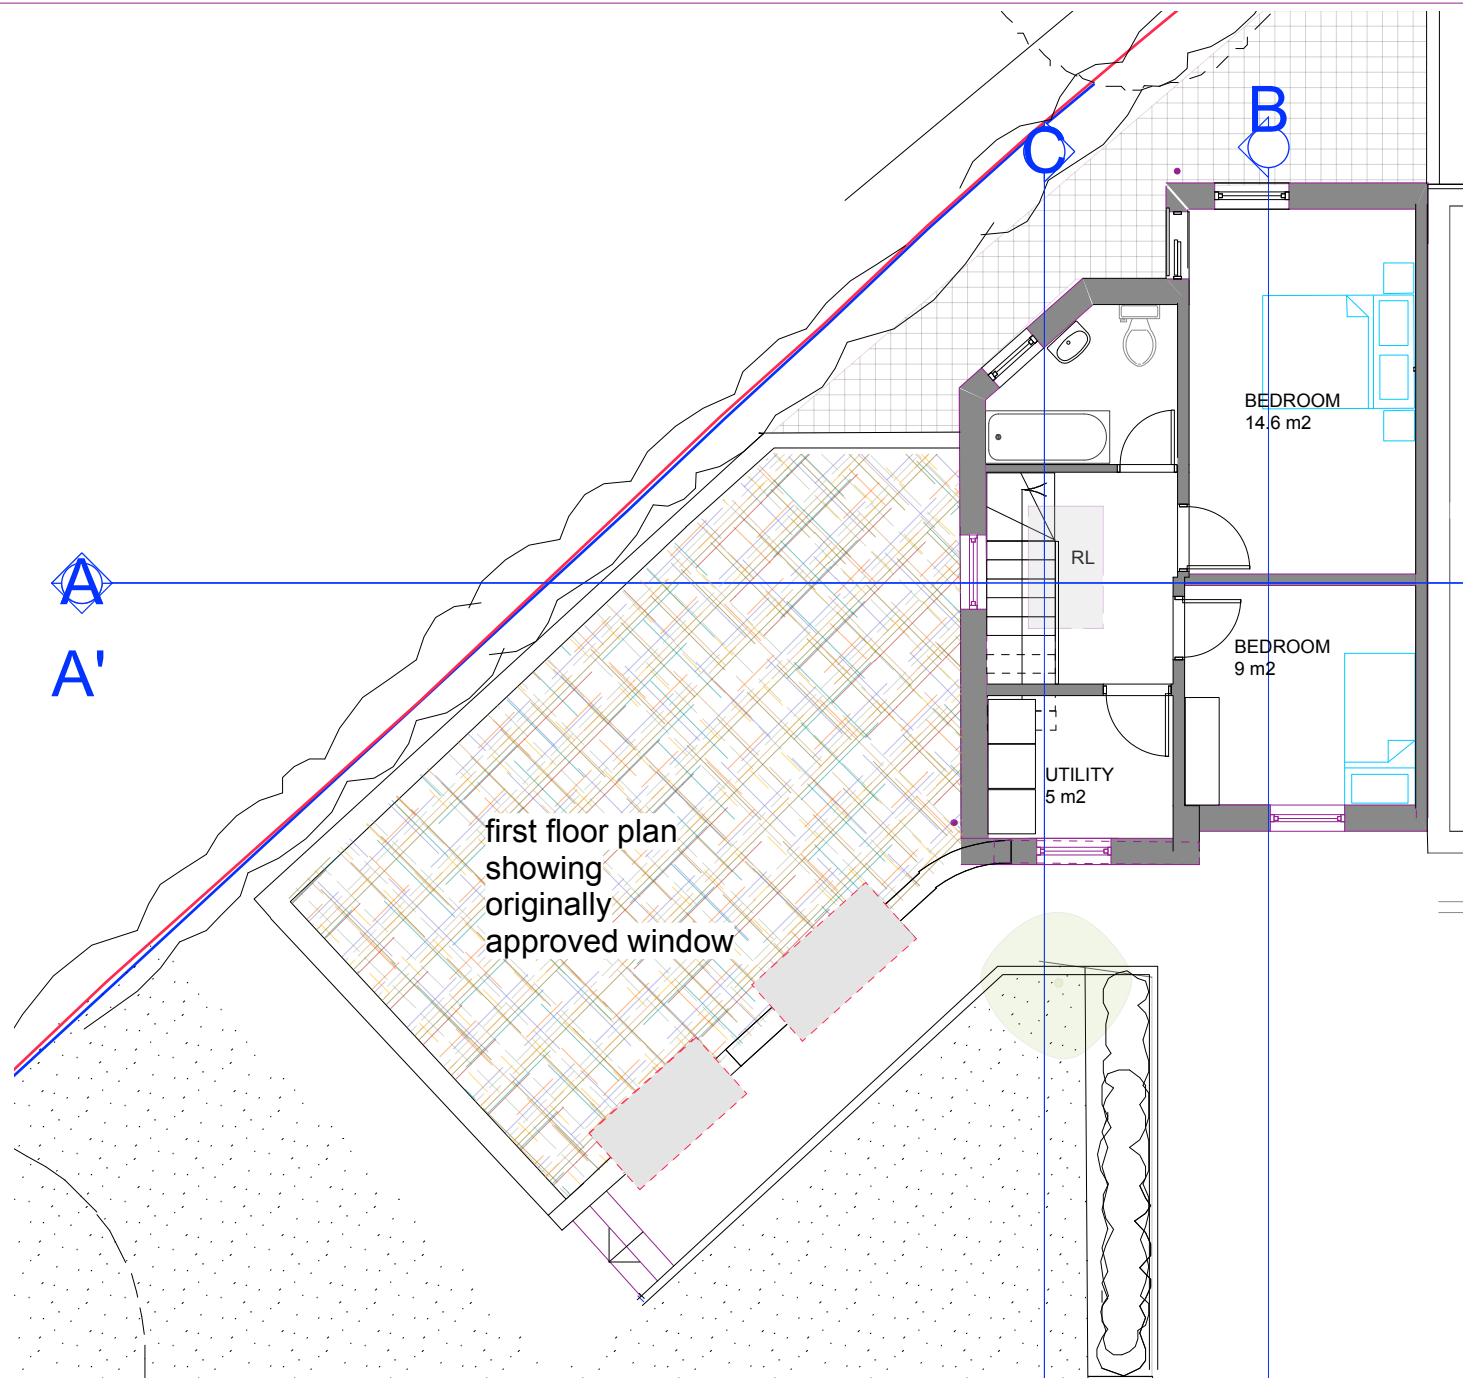 B
C
BEDROOM
14.6 m2
RL
A
A'
BEDROOM
9 m2
UTILITY
5 m2
first floor plan
showing
originally
approved window